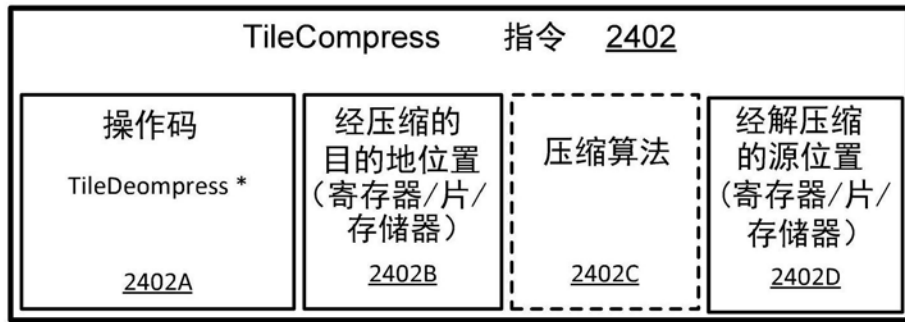 TileCompress 指令 2402
操作码
TileDeompress *
2402A
经压缩的
目的地位置
(寄存器/片/
存储器)
2402B
压缩算法
2402C
经解压缩
的源位置
(寄存器/片/
存储器)
2402D